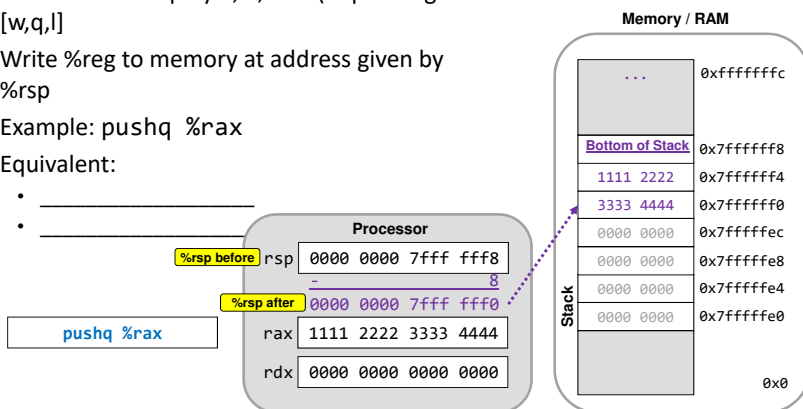 [w,q,l]
Write %reg to memory at address given by
%rsp
Example: pushq %rax
Equivalent:
• ___________________
• ___________________
pushq %rax
Processor
%rsp before rsp 0000 0000 7fff fff8
- 8
%rsp after 0000 0000 7fff fff0
rax 1111 2222 3333 4444
rdx 0000 0000 0000 0000
Memory / RAM
... 0xfffffffc
Bottom of Stack 0x7ffffff8
1111 2222 0x7ffffff4
3333 4444 0x7ffffff0
0000 0000 0x7fffffec
0000 0000 0x7fffffe8
0000 0000 0x7fffffe4
0000 0000 0x7fffffe0
Stack
0x0